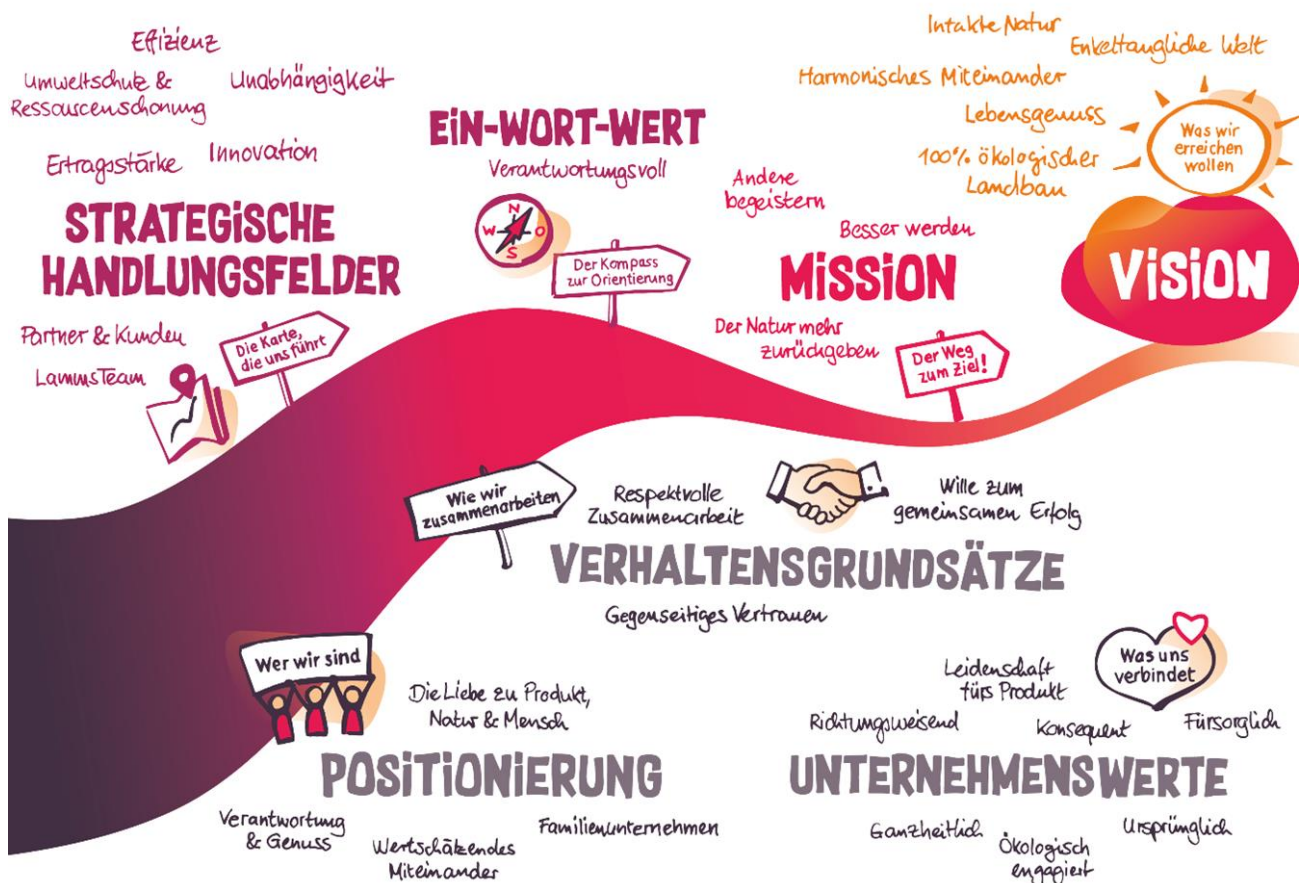 Effizienz
Umweltschutz &
Ressourcenschonung
Unabhängigkeit
Ertragsstärke
Innovation
STRATEGISCHE
HANDLUNGSFELDER
Partner & Kunden
LammsTeam
Die Karte,
die uns führt
EIN-WORT-WERT
Verantwortungsvoll
N
W
O
S
Der Kompass
zur Orientierung
Andere
begeistern
Besser werden
MISSION
Der Natur mehr
zurückgeben
Der Weg
zum Ziel!
Intakte Natur
Enkeltaugliche Welt
Harmonisches Miteinander
Lebensgenuss
100% ökologischer
Landbau
Was wir
erreichen
wollen
VISION
Wie wir
zusammenarbeiten
Respektvolle
Zusammenarbeit
Wille zum
gemeinsamen Erfolg
VERHALTENSGRUNDSÄTZE
Gegenseitiges Vertrauen
Wer wir sind
Die Liebe zu Produkt,
Natur & Mensch
POSITIONIERUNG
Verantwortung
& Genuss
Wertschätzendes
Miteinander
Familienunternehmen
Was uns
verbindet
Leidenschaft
fürs Produkt
Richtungsweisend
Konsequent
Fürsorglich
UNTERNEHMENSWERTE
Ganzheitlich
Ökologisch
engagiert
Ursprünglich